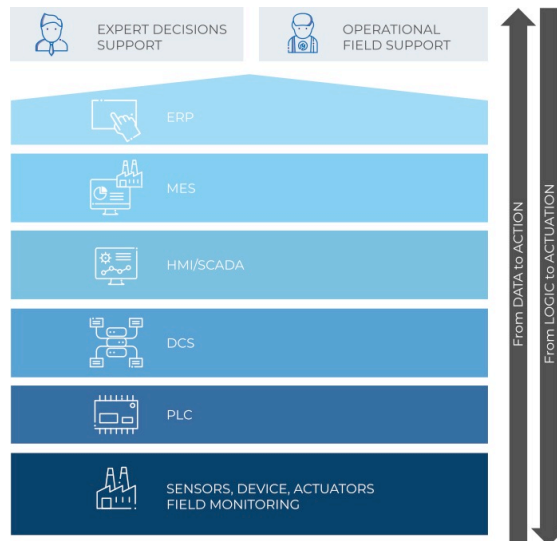 EXPERT DECISIONS
SUPPORT
OPERATIONAL
FIELD SUPPORT
ERP
MES
HMI/SCADA
DCS
PLC
SENSORS, DEVICE, ACTUATORS
FIELD MONITORING
From DATA to ACTION
From LOGIC to ACTUATION